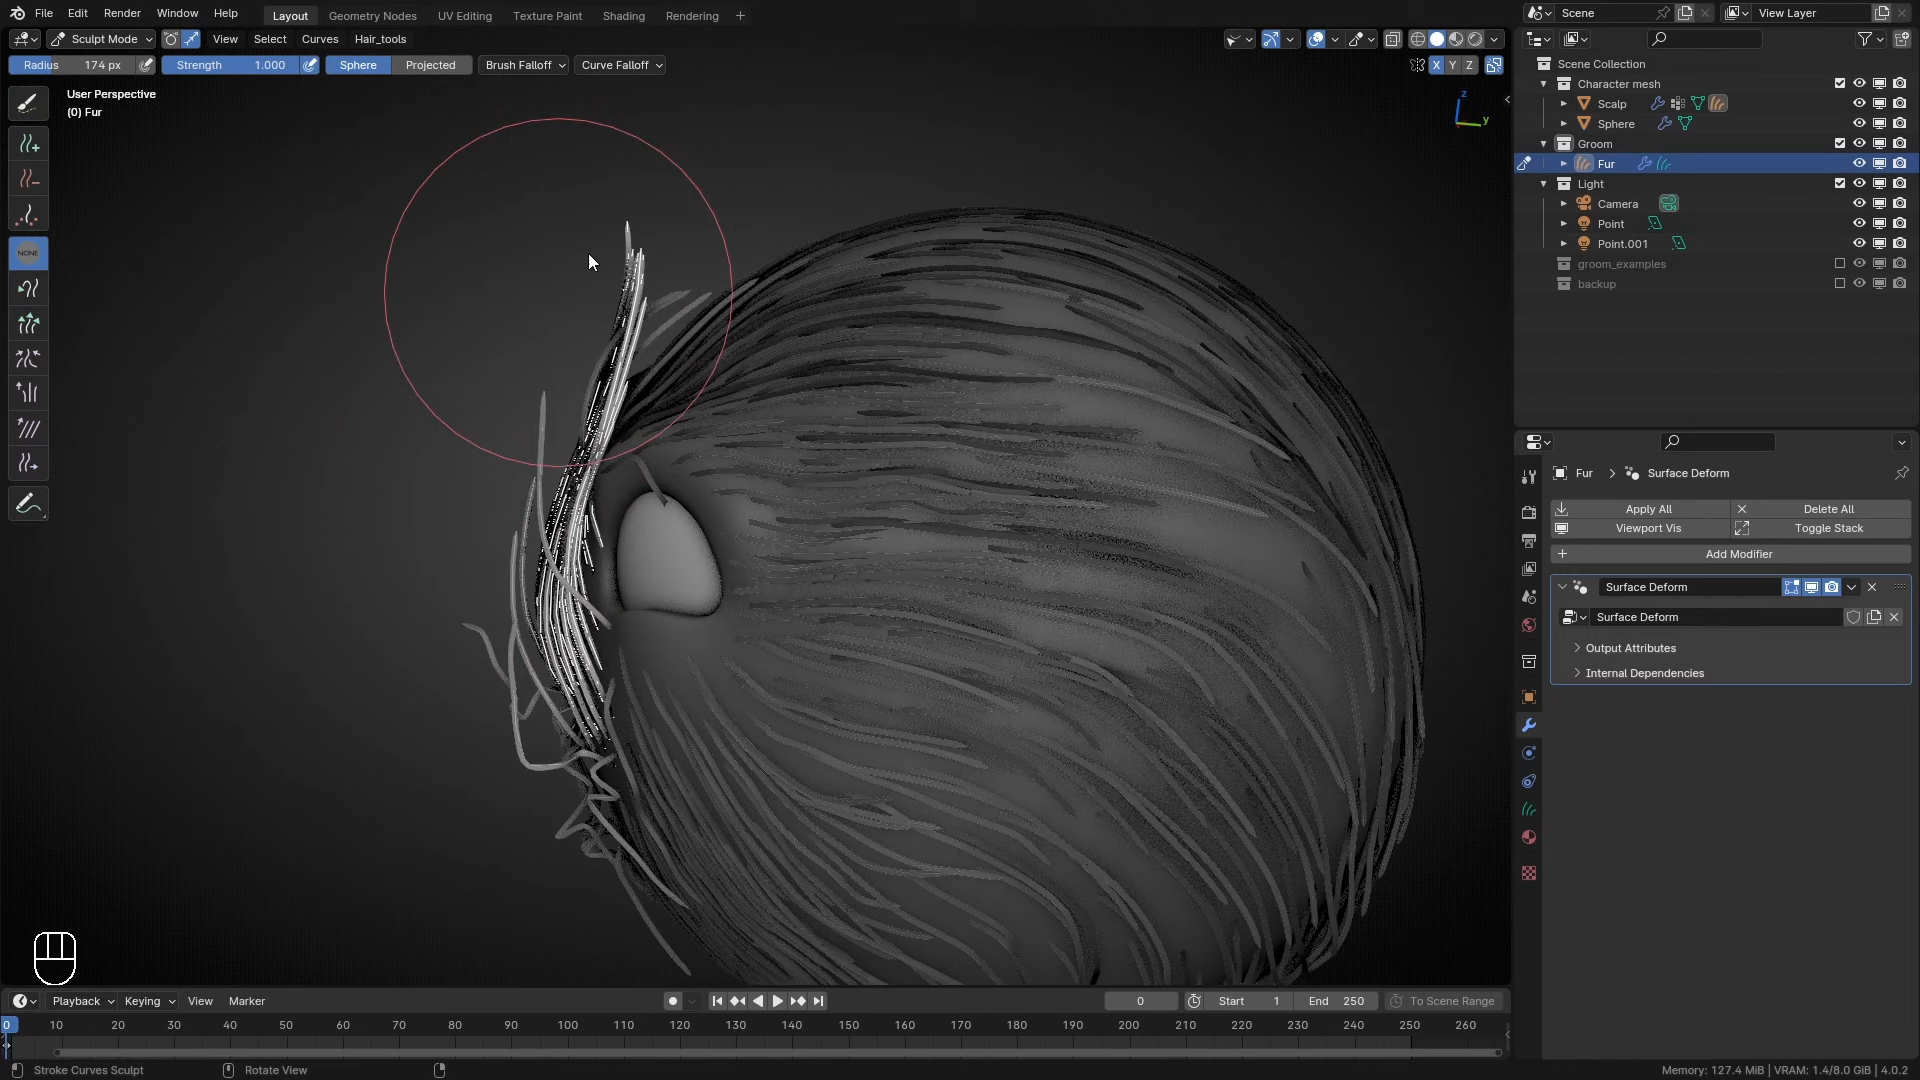 File Edit Render Window Help Layout Geometry Nodes UV Editing Texture Paint Shading Rendering + Scene View Layer
Sculpt Mode View Select Curves Hair_tools
Radius 174 px Strength 1.000 Sphere Projected Brush Falloff Curve Falloff X Y Z
User Perspective
(0) Fur
Z
Y
NONE
Scene Collection
Character mesh
Scalp
Sphere
Groom
Fur
Light
Camera
Point
Point.001
groom_examples
backup
Fur > Surface Deform
Apply All Delete All
Viewport Vis Toggle Stack
Add Modifier
Surface Deform
Surface Deform
Output Attributes
Internal Dependencies
Playback Keying View Marker 0 Start 1 End 250 To Scene Range
0 10 20 30 40 50 60 70 80 90 100 110 120 130 140 150 160 170 180 190 200 210 220 230 240 250 260
Stroke Curves Sculpt Rotate View Memory: 127.4 MiB | VRAM: 1.4/8.0 GiB | 4.0.2